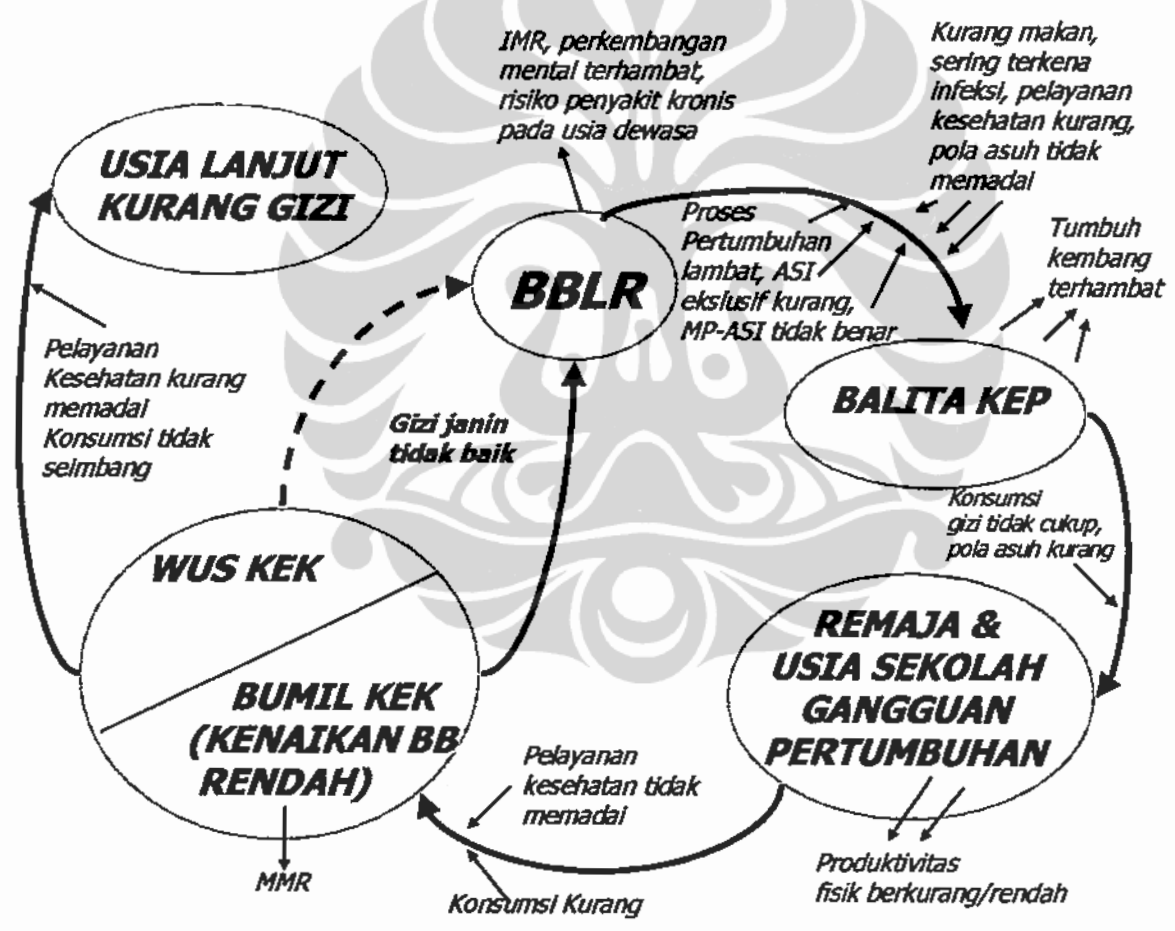 IMR, perkembangan
mental terhambat,
risiko penyakit kronis
pada usia dewasa
Kurang makan,
sering terkena
infeksi, pelayanan
kesehatan kurang,
pola asuh tidak
memadai
USIA LANJUT
KURANG GIZI
BBLR
Proses
Pertumbuhan
lambat, ASI
ekslusif kurang,
MP-ASI tidak benar
Tumbuh
kembang
terhambat
Pelayanan
Kesehatan kurang
memadai
Konsumsi tidak
seimbang
Gizi janin
tidak baik
BALITA KEP
Konsumsi
gizi tidak cukup,
pola asuh kurang
WUS KEK
BUMIL KEK
(KENAIKAN BB
RENDAH)
REMAJA &
USIA SEKOLAH
GANGGUAN
PERTUMBUHAN
Pelayanan
kesehatan tidak
memadai
MMR
Konsumsi Kurang
Produktivitas
fisik berkurang/rendah